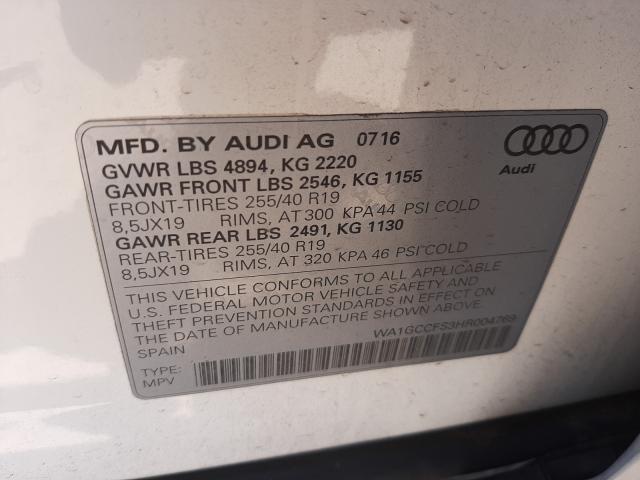 MFD. BY AUDI AG 0716
GVWR LBS 4894, KG 2220
GAWR FRONT LBS 2546, KG 1155
FRONT-TIRES 255/40 R19
8,5JX19 RIMS, AT 300 KPA 44 PSI COLD
GAWR REAR LBS 2491, KG 1130
REAR-TIRES 255/40 R19
8,5JX19 RIMS, AT 320 KPA 46 PSI COLD
THIS VEHICLE CONFORMS TO ALL APPLICABLE
U.S. FEDERAL MOTOR VEHICLE SAFETY AND
THEFT PREVENTION STANDARDS IN EFFECT ON
THE DATE OF MANUFACTURE SHOWN ABOVE.
SPAIN
WA1GCCFS3HR004769
TYPE:
MPV
Audi